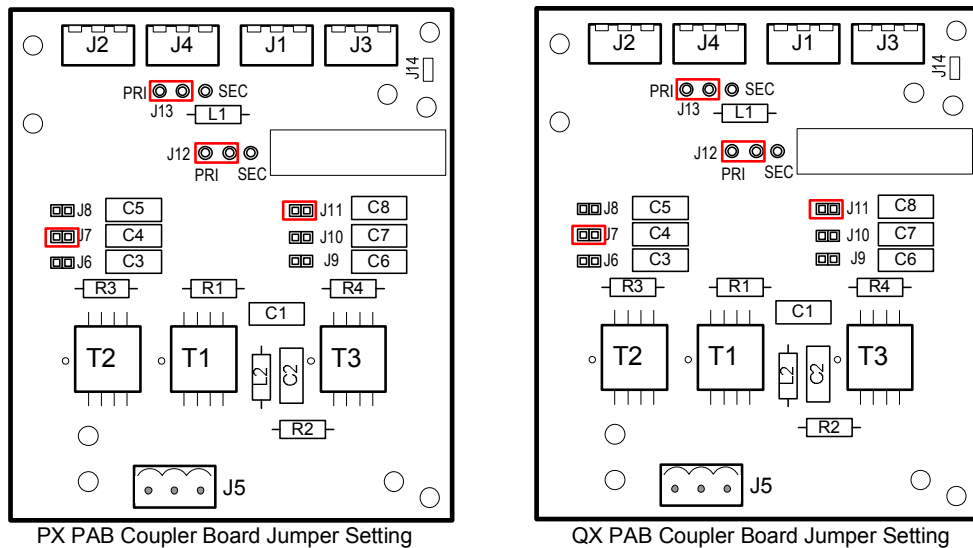 J2 J4 J1 J3
J14
PRI SEC
J13 L1
J12
PRI SEC
J8 C5 J11 C8
J7 C4 J10 C7
J6 C3 J9 C6
R3 R1 R4
C1
T2 T1 T3
L2 C2
R2
J5
PX PAB Coupler Board Jumper Setting
J2 J4 J1 J3
J14
PRI SEC
J13 L1
J12
PRI SEC
J8 C5 J11 C8
J7 C4 J10 C7
J6 C3 J9 C6
R3 R1 R4
C1
T2 T1 T3
L2 C2
R2
J5
QX PAB Coupler Board Jumper Setting